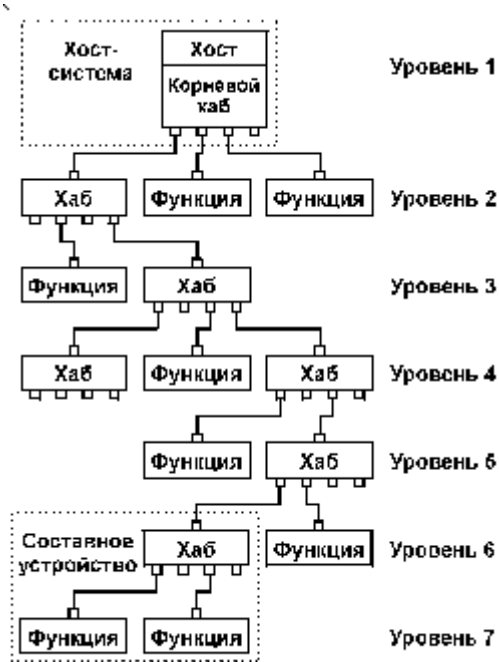 Хост-
система
Хост
Корневой
хаб
Уровень 1
Хаб
Функция
Функция
Уровень 2
Функция
Хаб
Уровень 3
Хаб
Функция
Хаб
Уровень 4
Функция
Хаб
Уровень 5
Составное
устройство
Хаб
Функция
Уровень 6
Функция
Функция
Уровень 7